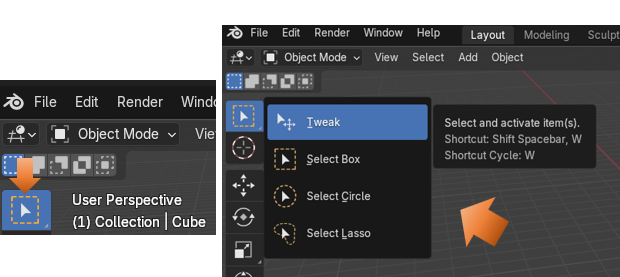 File Edit Render
Object Mode
User Perspective
(1) Collection | Cube
File Edit Render Window Help Layout Modeling Sculpt
Object Mode View Select Add Object
Tweak
Select Box
Select Circle
Select Lasso
Select and activate item(s).
Shortcut: Shift Spacebar, W
Shortcut Cycle: W